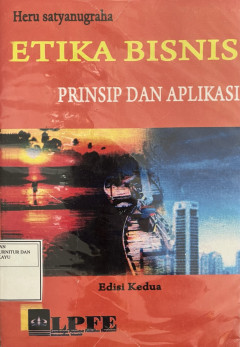 Heru satyanugraha
ETIKA BISNIS
PRINSIP DAN APLIKASI
Edisi Kedua
LPFE